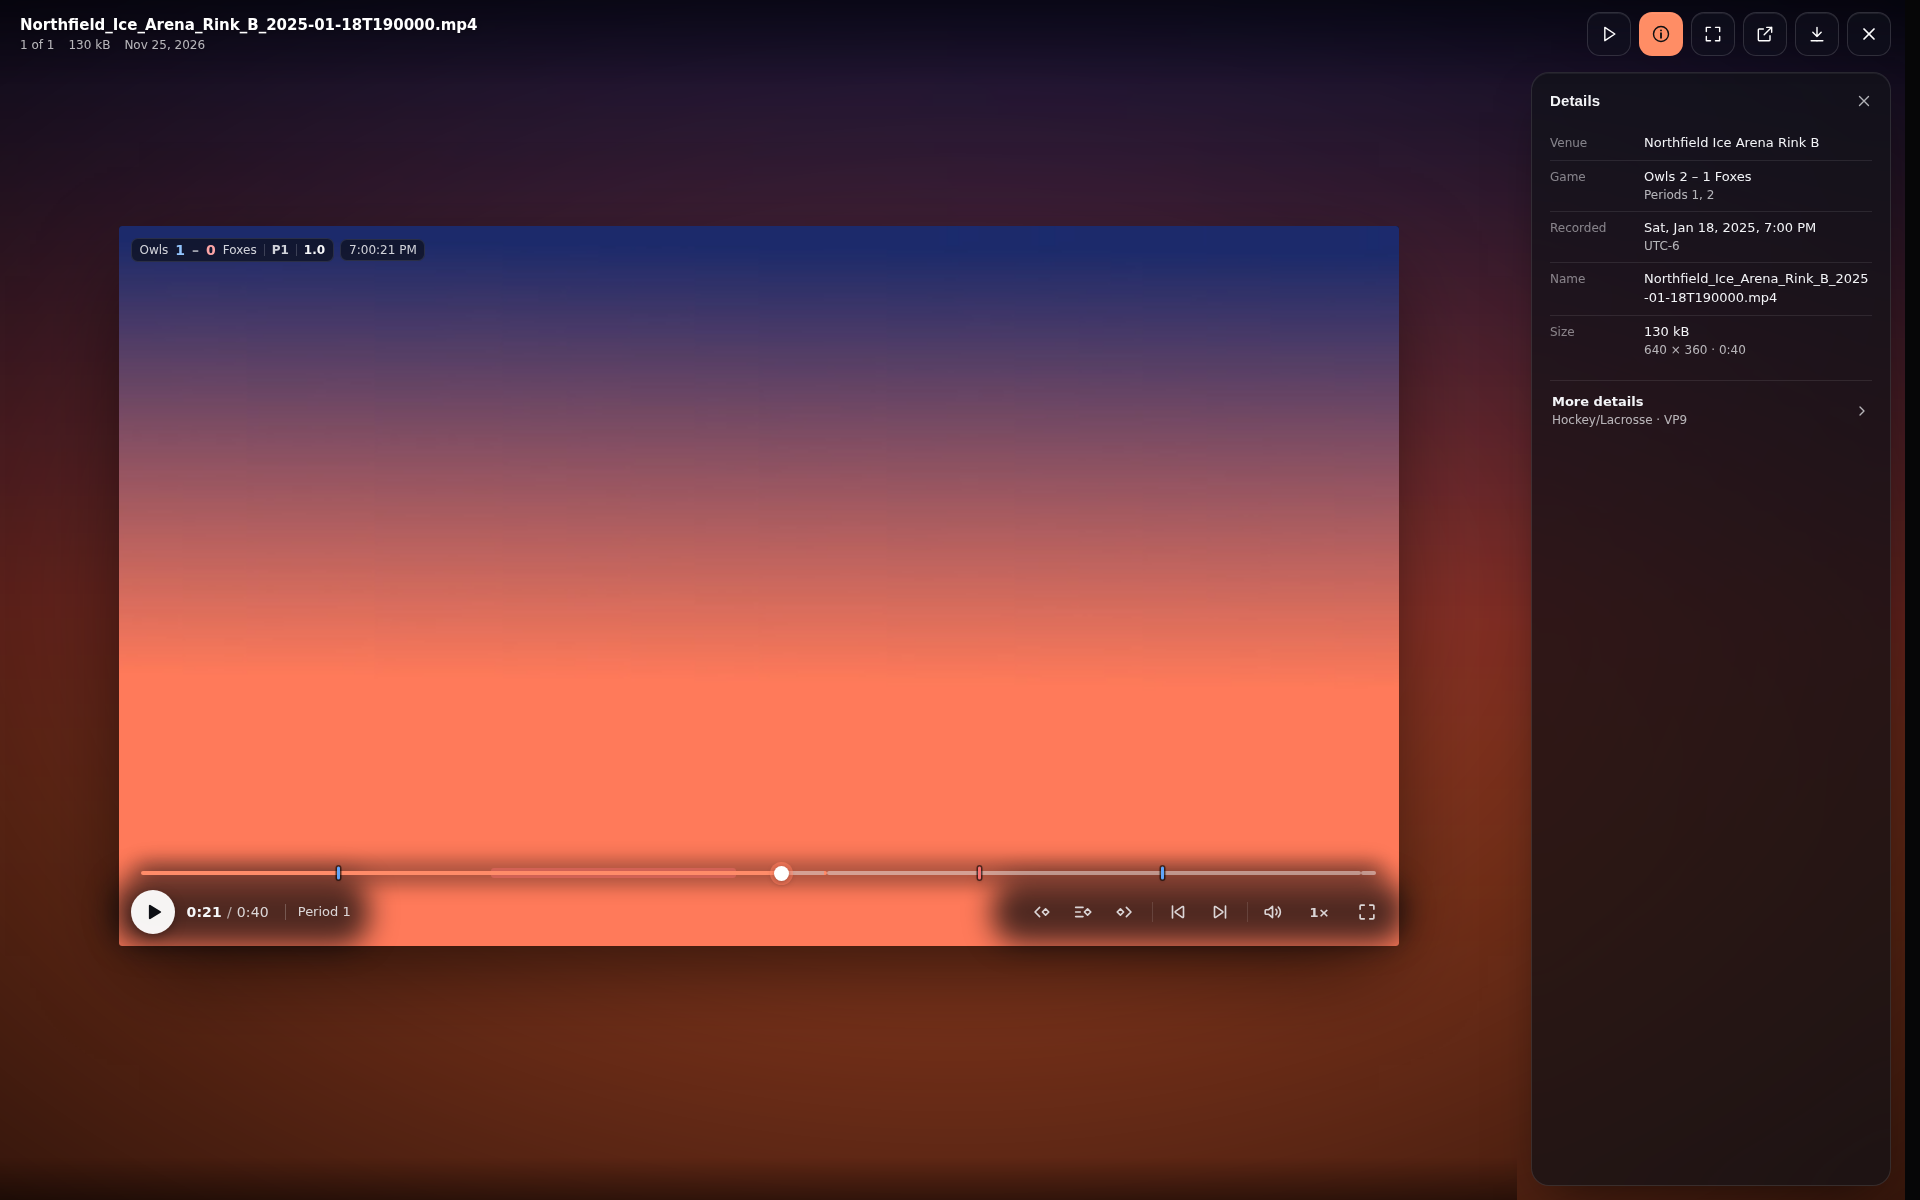 Northfield_Ice_Arena_Rink_B_2025-01-18T190000.mp4
1 of 1 130 kB Nov 25, 2026
Owls 1 – 0 Foxes P1 1.0 7:00:21 PM
0:21 / 0:40 Period 1
1×
Details
Venue Northfield Ice Arena Rink B
Game Owls 2 – 1 Foxes
Periods 1, 2
Recorded Sat, Jan 18, 2025, 7:00 PM
UTC-6
Name Northfield_Ice_Arena_Rink_B_2025
-01-18T190000.mp4
Size 130 kB
640 × 360 · 0:40
More details
Hockey/Lacrosse · VP9